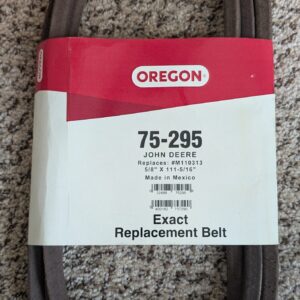 OREGON
75-295
JOHN DEERE
Replaces: #M110313
5/8" X 111-5/16"
Made in Mexico
Exact
Replacement Belt